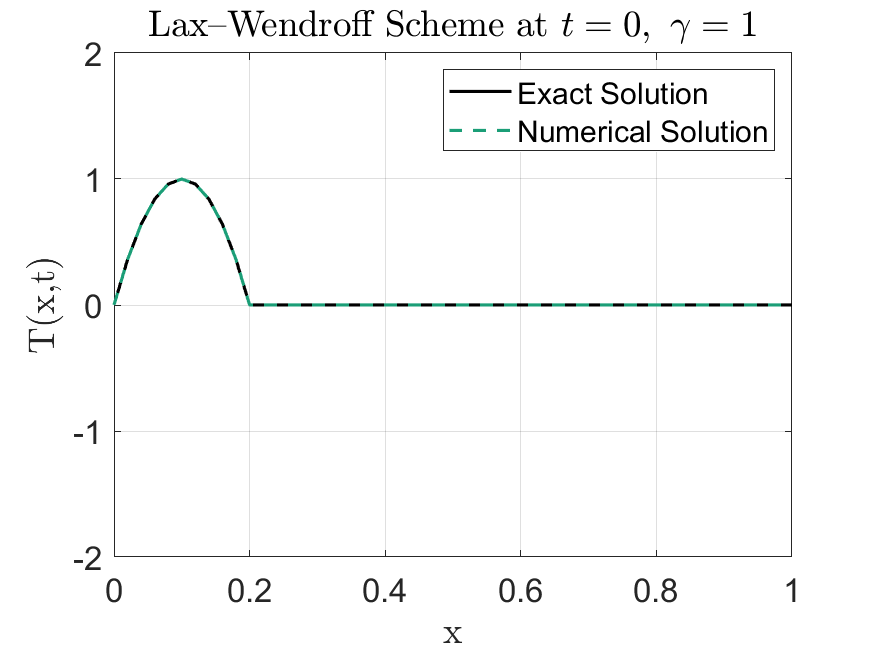 Lax–Wendroff Scheme at t = 0, γ = 1
Exact Solution
Numerical Solution
2
1
0
-1
-2
T(x,t)
0
0.2
0.4
0.6
0.8
1
x